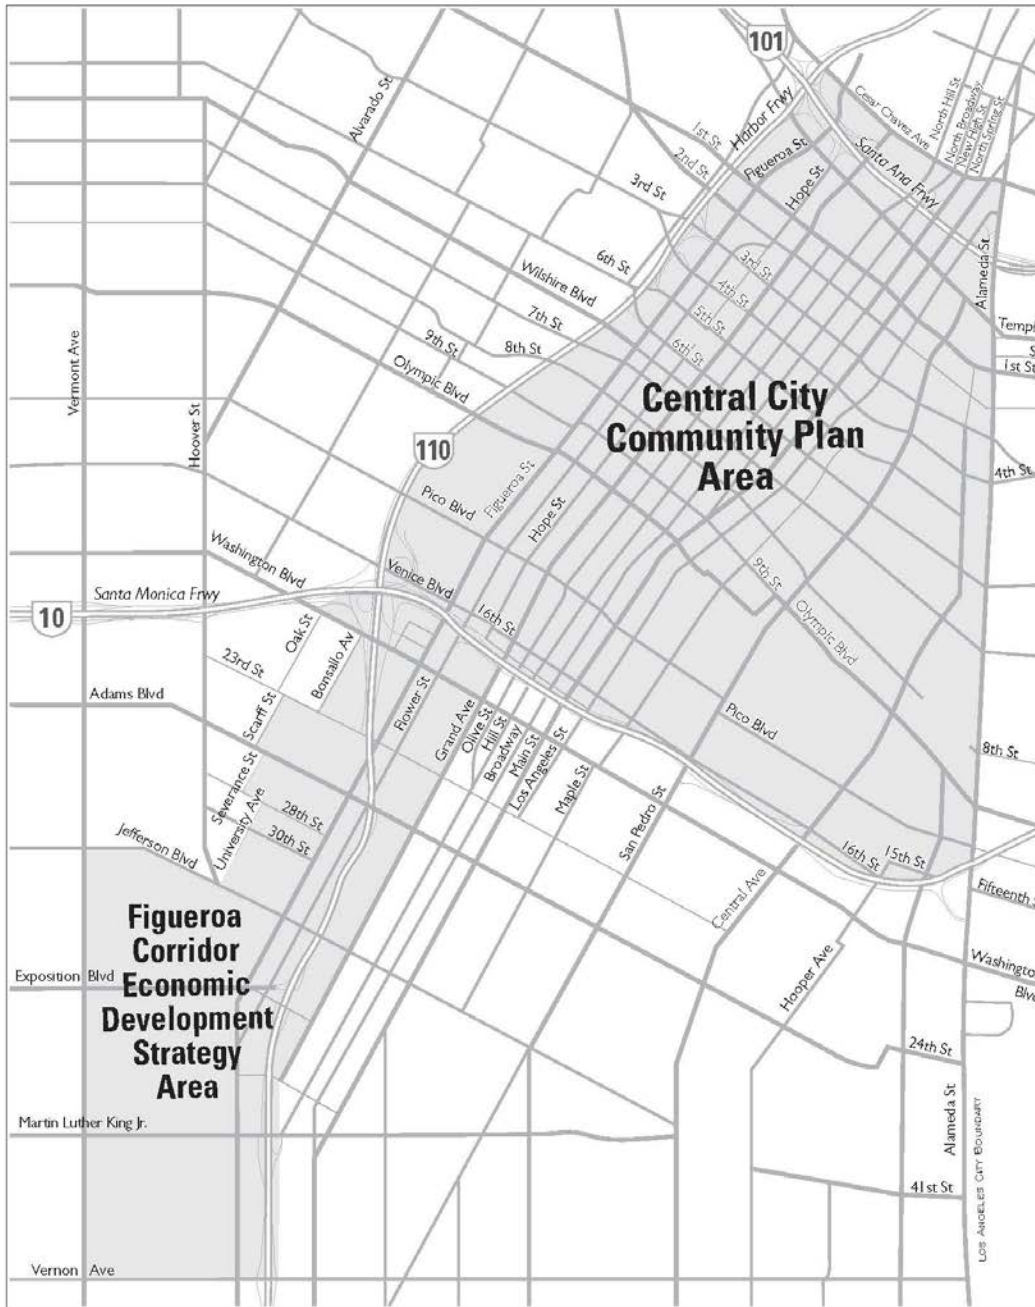 101
Alvarado St
Harbor Frwy
Cesar Chavez Ave
North Hill St
North Broadway
New High St
North Spring St
1st St
2nd St
Figueroa St
Santa Ana Frwy
3rd St
Hope St
Alameda St
6th St
Wilshire Blvd
3rd St
4th St
7th St
5th St
Vermont Ave
9th St
8th St
6th St
Olympic Blvd
1st St
Central City
Community Plan
Area
Hoover St
110
Figueroa St
Pico Blvd
Hope St
4th St
Washington Blvd
Venice Blvd
9th St
Santa Monica Frwy
10
16th St
Olympic Blvd
Oak St
Bonsallo Av
23rd St
Adams Blvd
Scarff St
Flower St
Grand Ave
Olive St
Hill St
Broadway
Main St
Los Angeles St
Pico Blvd
8th St
Maple St
San Pedro St
Severance St
University Ave
28th St
30th St
Jefferson Blvd
16th St
15th St
Central Ave
Fifteenth S
Figueroa
Corridor
Economic
Development
Strategy
Area
Exposition Blvd
Hooper Ave
Washingto
Blv
24th St
Martin Luther King Jr.
Alameda St
LOS ANGELES CITY BOUNDARY
41st St
Vernon Ave